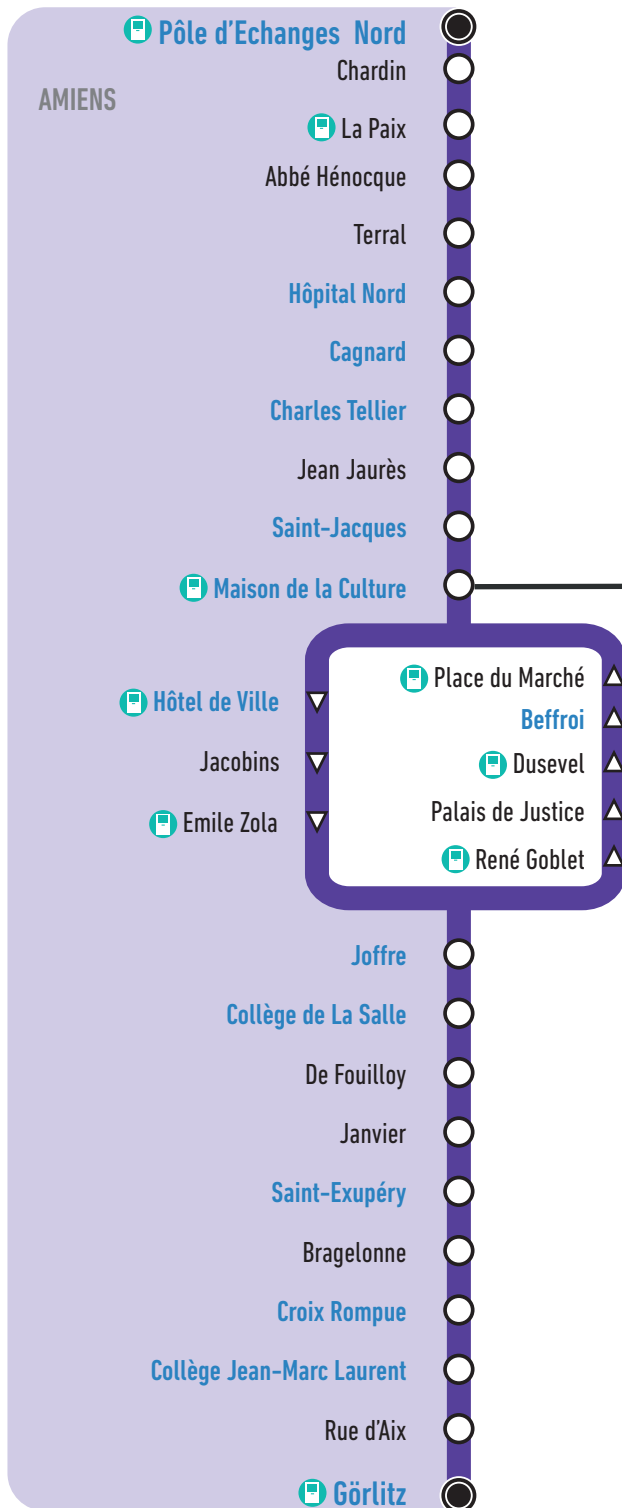 Pôle d'Echanges Nord
Chardin
AMIENS
La Paix
Abbé Hénocque
Terral
Hôpital Nord
Cagnard
Charles Tellier
Jean Jaurès
Saint-Jacques
Maison de la Culture
Hôtel de Ville
Jacobins
Emile Zola
Place du Marché
Beffroi
Dusevel
Palais de Justice
René Goblet
Joffre
Collège de La Salle
De Fouilloy
Janvier
Saint-Exupéry
Bragelonne
Croix Rompue
Collège Jean-Marc Laurent
Rue d'Aix
Görlitz